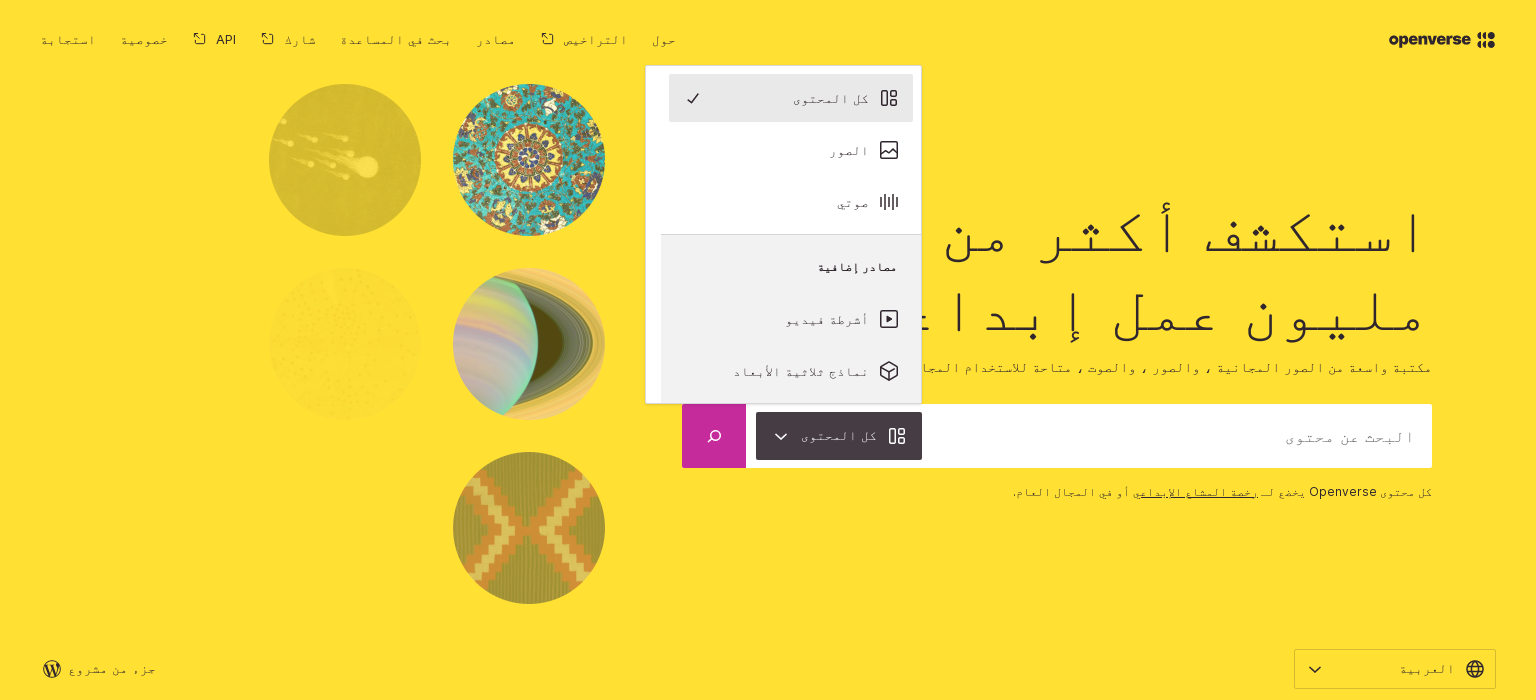 openverse
حول
التراخيص
مصادر
بحث في المساعدة
شارك
API
خصوصية
استجابة
كل المحتوى
الصور
صوتي
مصادر إضافية
أشرطة فيديو
نماذج ثلاثية الأبعاد
استكشف أكثر من
مليون عمل
مكتبة واسعة من الصور المجانية ، والصور ، والصوت ، متاحة للاستخدام
البحث عن محتوى
كل المحتوى
كل محتوى Openverse يخضع لـ رخصة المشاع الإبداعي أو في المجال العام.
العربية
جزء من مشروع